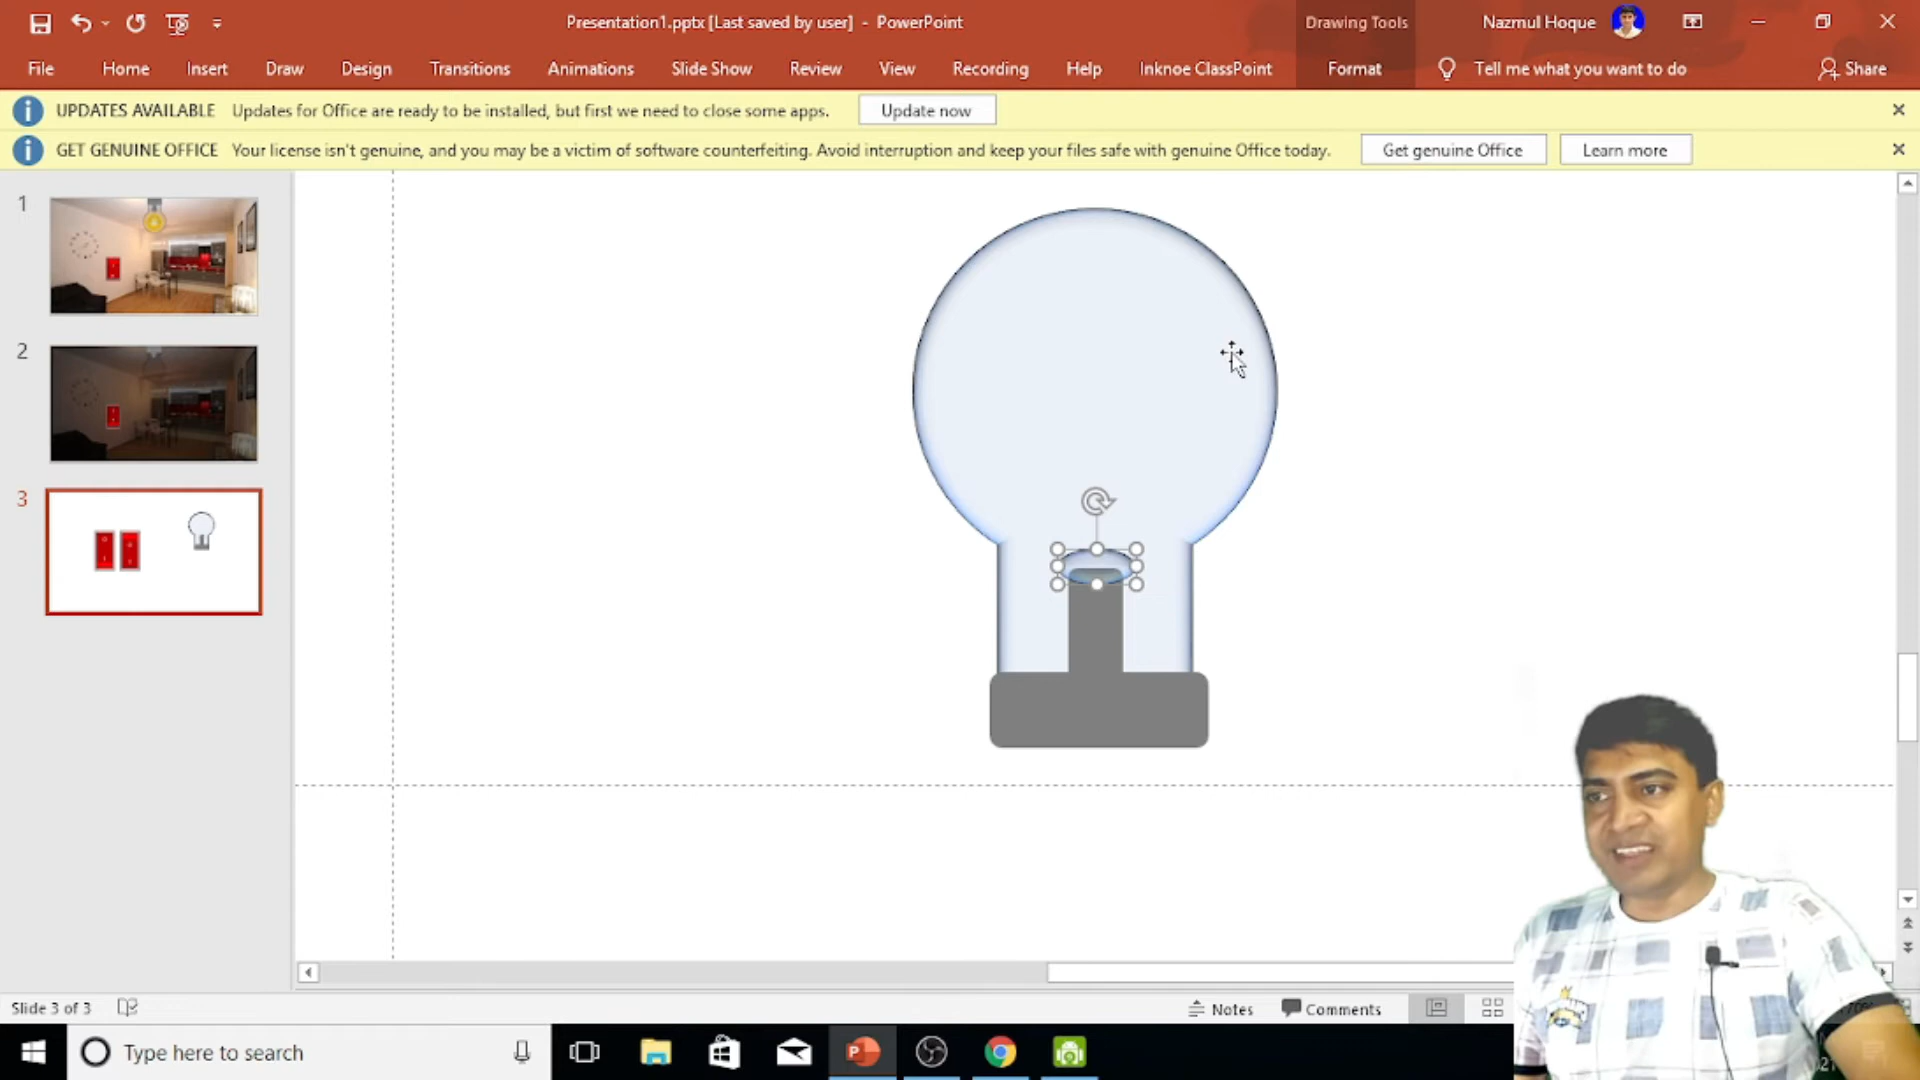 Presentation1.pptx [Last saved by user] - PowerPoint
Drawing Tools
Nazmul Hoque
File Home Insert Draw Design Transitions Animations Slide Show Review View Recording Help Inknoe ClassPoint Format Tell me what you want to do Share
UPDATES AVAILABLE Updates for Office are ready to be installed, but first we need to close some apps. Update now
GET GENUINE OFFICE Your license isn't genuine, and you may be a victim of software counterfeiting. Avoid interruption and keep your files safe with genuine Office today. Get genuine Office Learn more
1
2
3
Slide 3 of 3
Notes
Comments
Type here to search